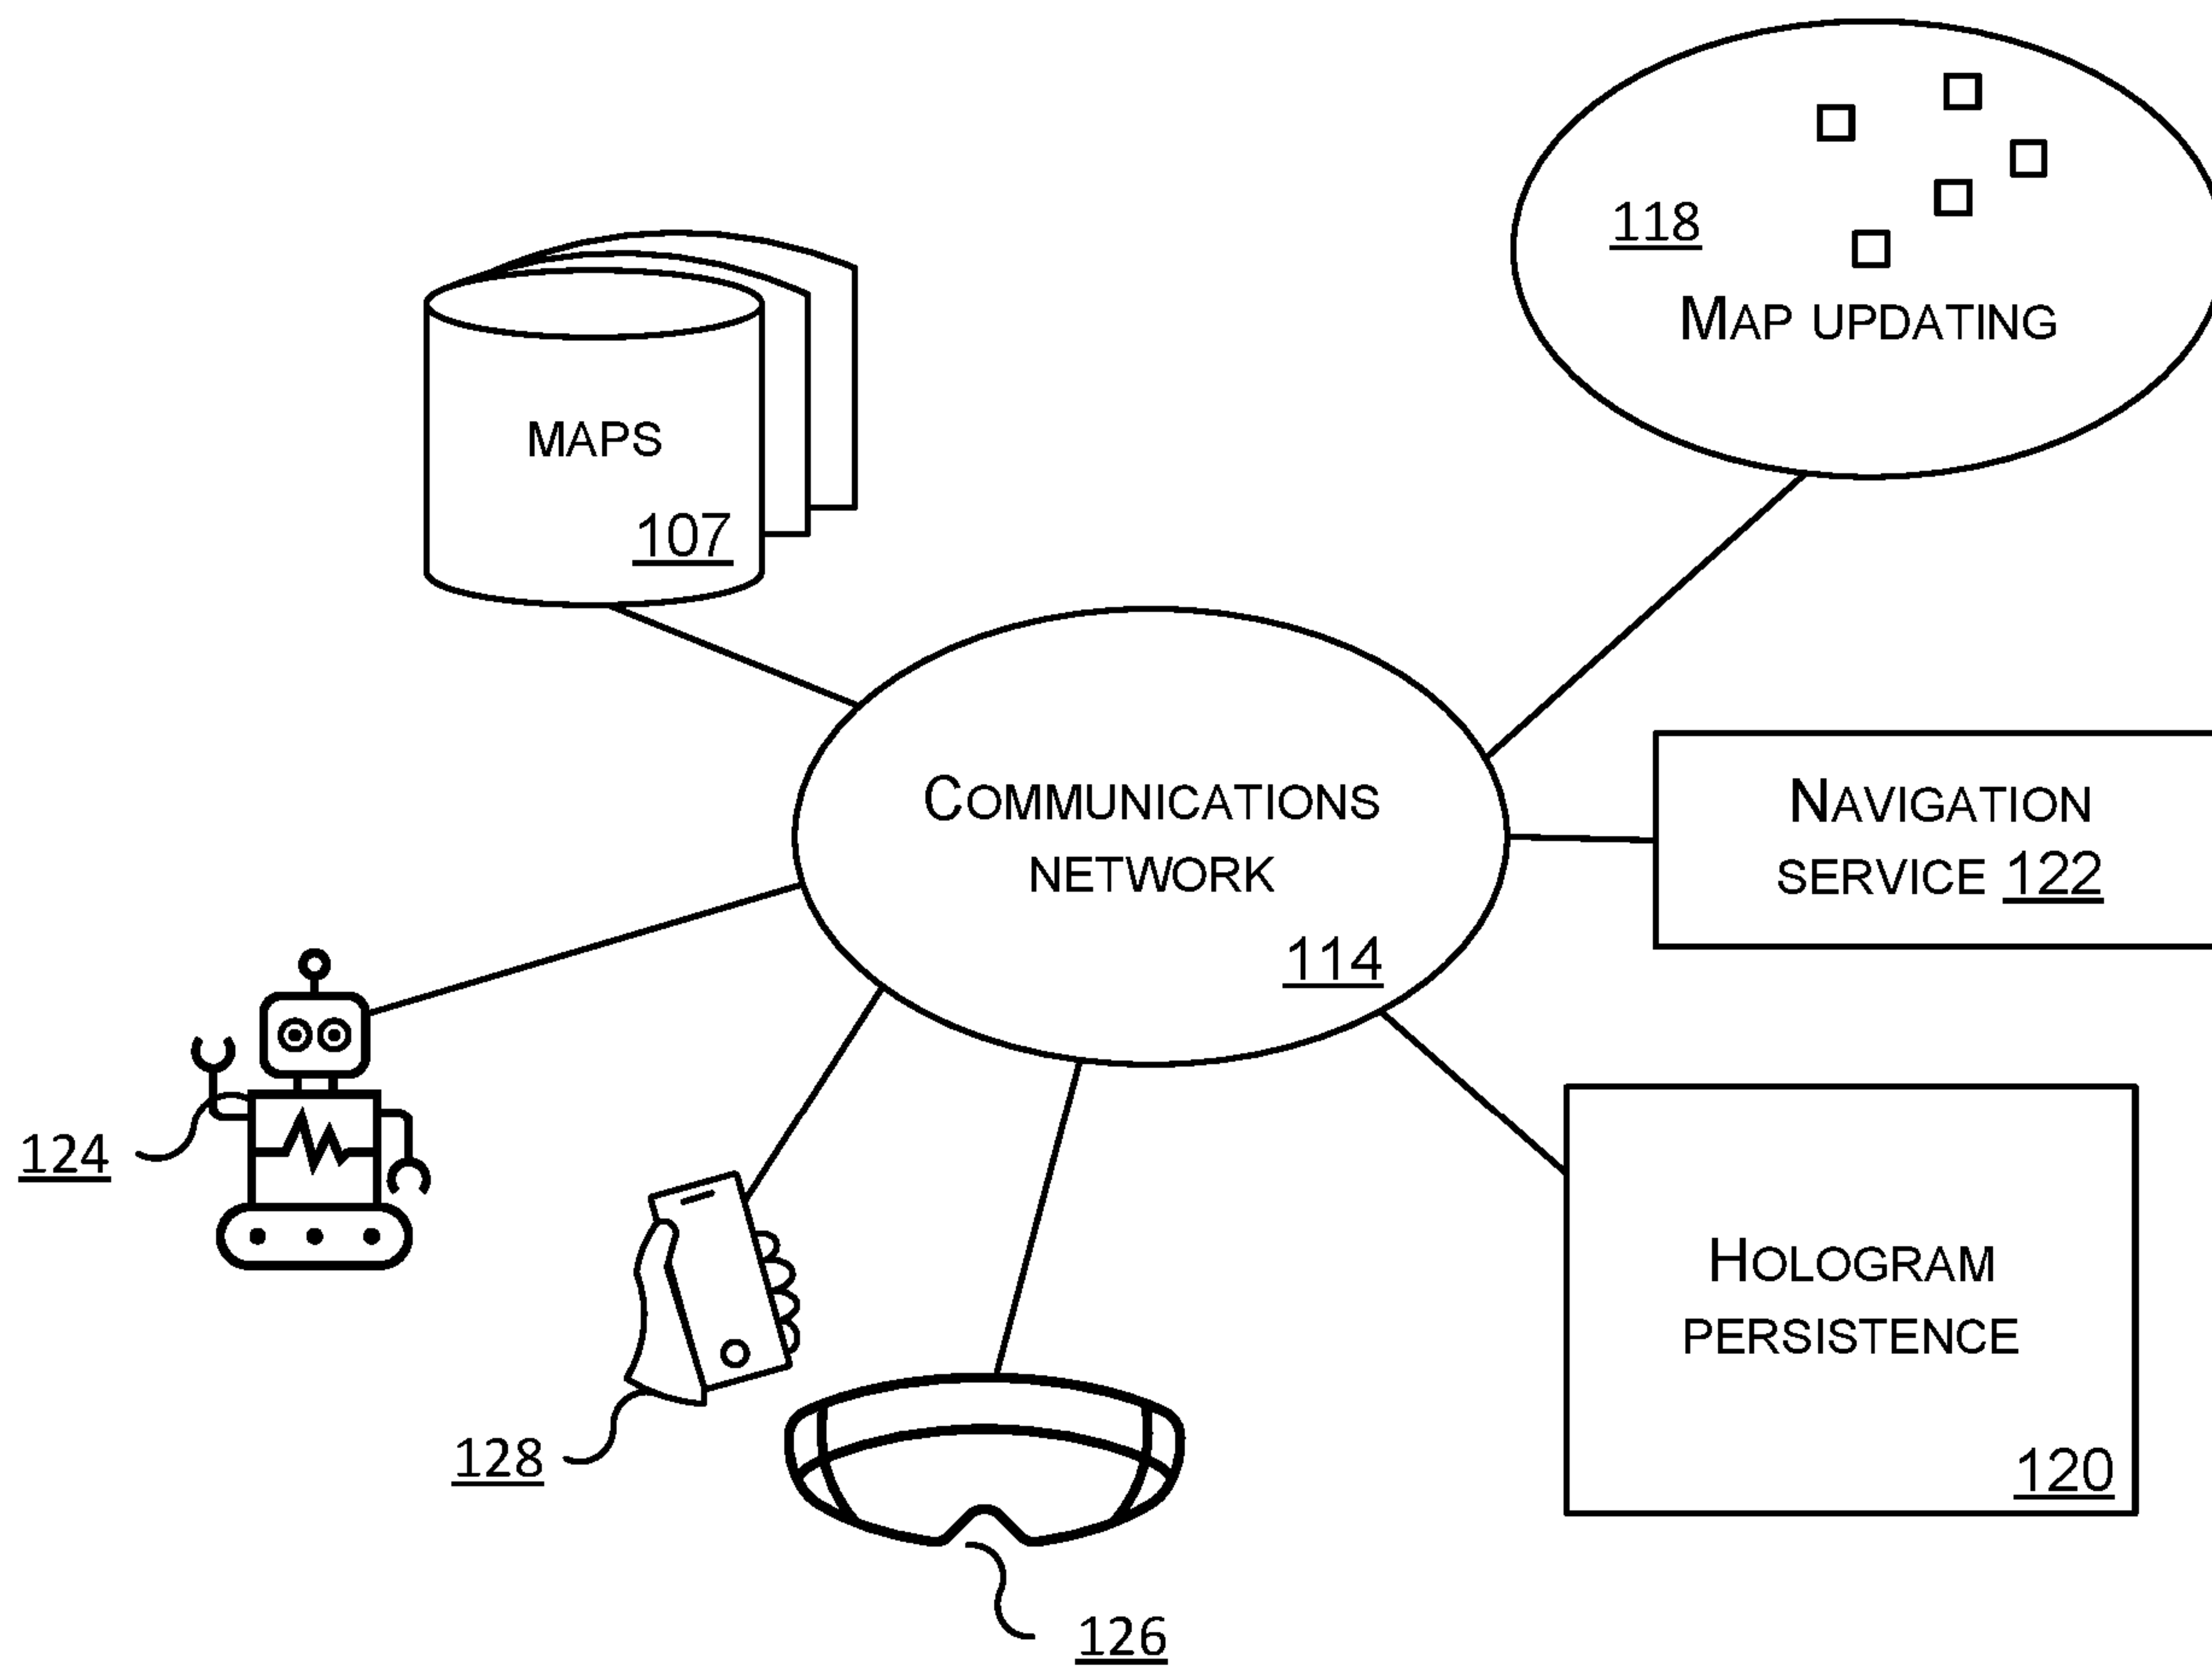 118
MAP UPDATING
MAPS
107
COMMUNICATIONS
NETWORK
114
NAVIGATION
SERVICE 122
124
HOLOGRAM
PERSISTENCE
120
128
126